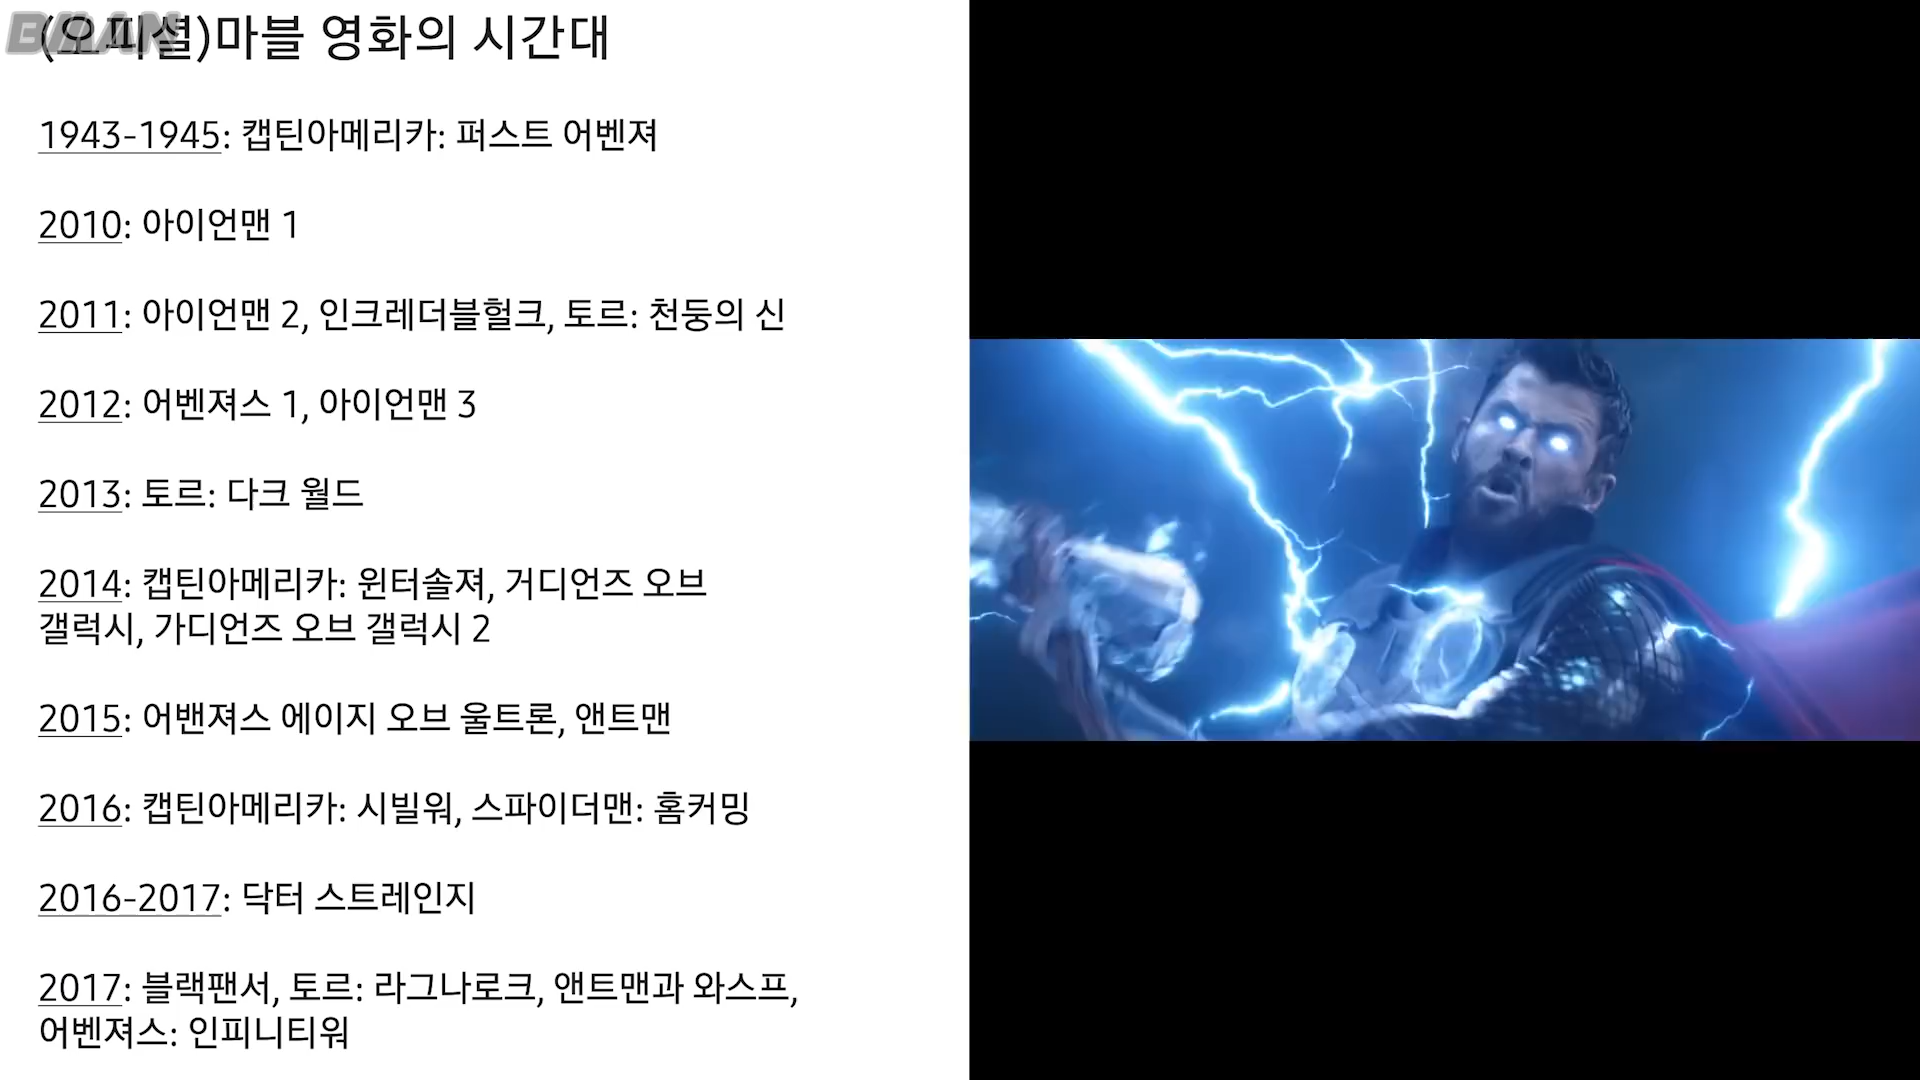 BIIAN
(오피셜)마블 영화의 시간대
1943-1945: 캡틴아메리카: 퍼스트 어벤져
2010: 아이언맨 1
2011: 아이언맨 2, 인크레더블헐크, 토르: 천둥의 신
2012: 어벤져스 1, 아이언맨 3
2013: 토르: 다크 월드
2014: 캡틴아메리카: 윈터솔져, 거디언즈 오브
갤럭시, 가디언즈 오브 갤럭시 2
2015: 어밴져스 에이지 오브 울트론, 앤트맨
2016: 캡틴아메리카: 시빌워, 스파이더맨: 홈커밍
2016-2017: 닥터 스트레인지
2017: 블랙팬서, 토르: 라그나로크, 앤트맨과 와스프,
어벤져스: 인피니티워